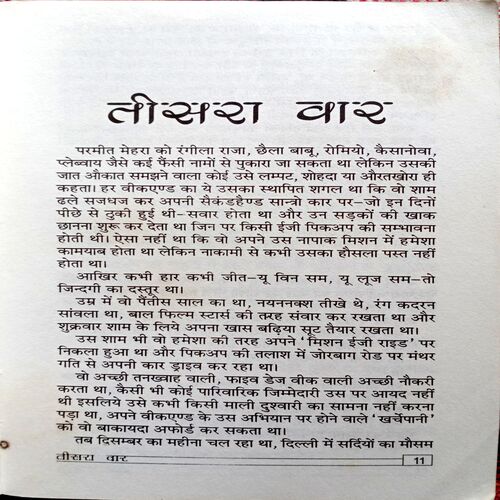 तीसरा वार
परमीत मेहरा को रंगीला राजा, छैला बाबू, रोमियो, कैसानोवा,
प्लेब्वाय जैसे कई फैंसी नामों से पुकारा जा सकता था लेकिन उसकी
जात औकात समझने वाला कोई उसे लम्पट, शोहदा या औरतखोरा ही
कहता। हर वीकएण्ड का ये उसका स्थापित शगल था कि वो शाम
ढले सजधज कर अपनी सैकंडहैण्ड सान्त्रो कार पर–जो इन दिनों
पीछे से ठुकी हुई थी–सवार होता था और उन सड़कों की खाक
छानना शुरू कर देता था जिन पर किसी ईजी पिकअप की सम्भावना
होती थी। ऐसा नहीं था कि वो अपने उस नापाक मिशन में हमेशा
कामयाब होता था लेकिन नाकामी से कभी उसका हौसला पस्त नहीं
होता था।
आखिर कभी हार कभी जीत–यू विन सम, यू लूज सम–तो
जिन्दगी का दस्तूर था।
उम्र में वो पैंतीस साल का था, नयननक्श तीखे थे, रंग कदरन
सांवला था, बाल फिल्म स्टार्स की तरह संवार कर रखता था और
शुक्रवार शाम के लिये अपना खास बढ़िया सूट तैयार रखता था।
उस शाम भी वो हमेशा की तरह अपने ‘मिशन ईजी राइड’ पर
निकला हुआ था और पिकअप की तलाश में जोरबाग रोड पर मंथर
गति से अपनी कार ड्राइव कर रहा था।
वो अच्छी तनख्वाह वाली, फाइव डेज वीक वाली अच्छी नौकरी
करता था, कैसी भी कोई पारिवारिक जिम्मेदारी उस पर आयद नहीं
थी इसलिये उसे कभी किसी माली दुश्वारी का सामना नहीं करना
पड़ा था, अपने वीकएण्ड के उस अभियान पर होने वाले ‘खर्चेपानी’
को वो बाकायदा अफोर्ड कर सकता था।
तब दिसम्बर का महीना चल रहा था, दिल्ली में सर्दियों का मौसम
तीसरा वार 11